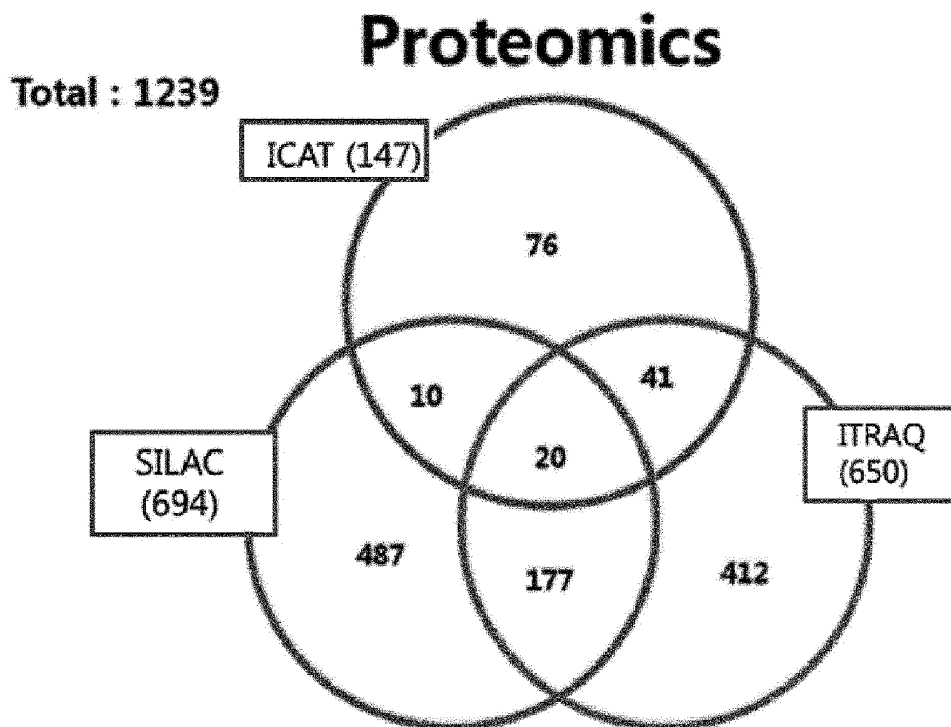 Proteomics
Total : 1239
ICAT (147)
76
10
41
20
SILAC
(694)
ITRAQ
(650)
487
177
412